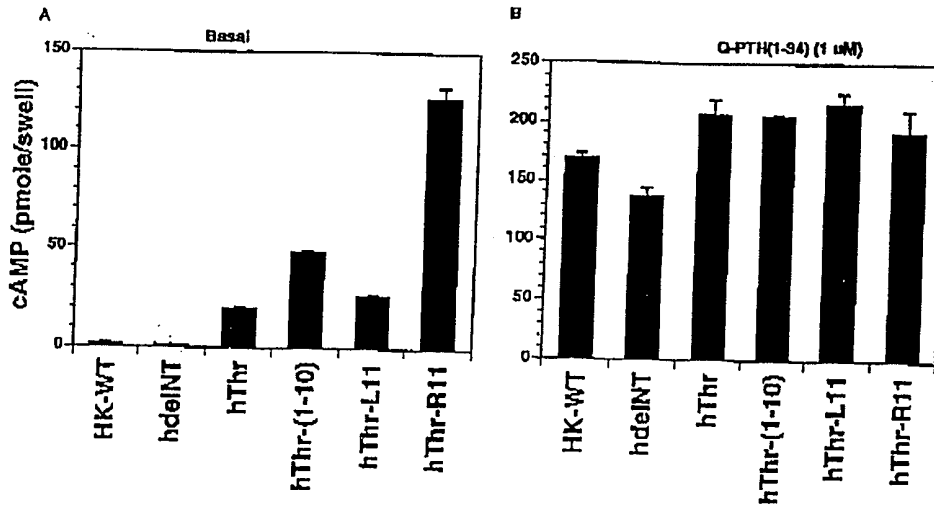 A
Basal
cAMP (pmole/swell)
150
100
50
0
HK-WT
hdelNT
hThr
hThr-(1-10)
hThr-L11
hThr-R11
B
Q-PTH(1-34) (1 uM)
250
200
150
100
50
0
HK-WT
hdelNT
hThr
hThr-(1-10)
hThr-L11
hThr-R11